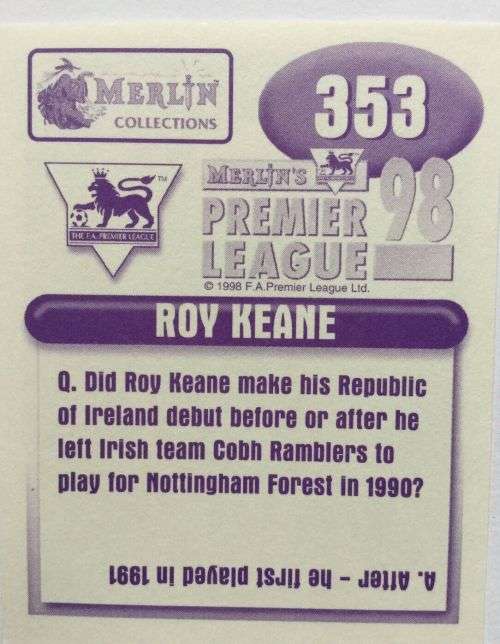 MERLIN
COLLECTIONS
353
TM
THE F.A. PREMIER LEAGUE
MERLIN'S
PREMIER
LEAGUE
98
© 1998 F.A.Premier League Ltd.
ROY KEANE
Q. Did Roy Keane make his Republic
of Ireland debut before or after he
left Irish team Cobh Ramblers to
play for Nottingham Forest in 1990?
A. After - he first played in 1991